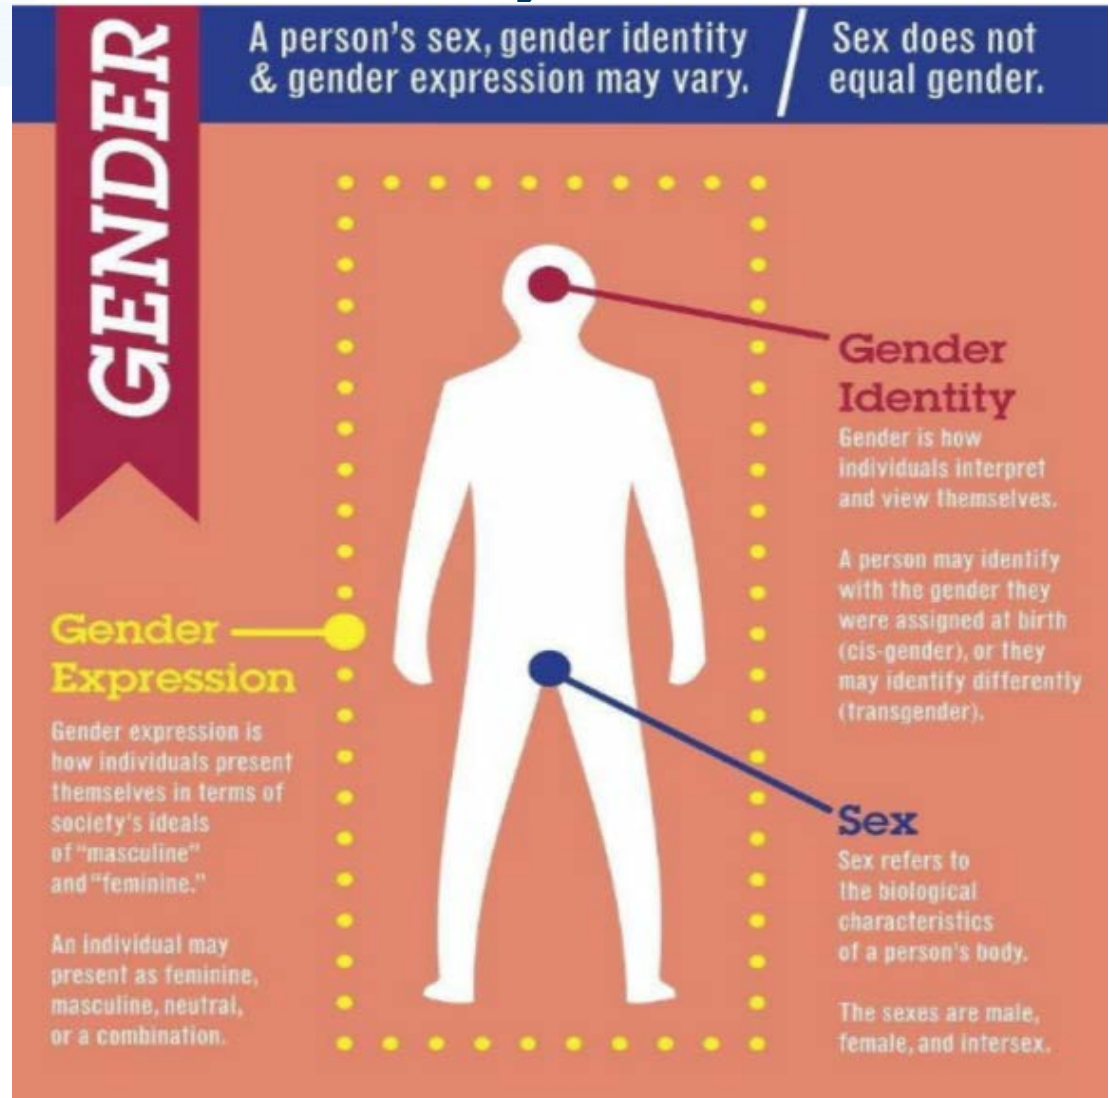 GENDER
A person's sex, gender identity
& gender expression may vary.
Sex does not
equal gender.
Gender
Identity
Gender is how
individuals interpret
and view themselves.
A person may identify
with the gender they
were assigned at birth
(cis-gender), or they
may identify differently
(transgender).
Gender
Expression
Gender expression is
how individuals present
themselves in terms of
society's ideals
of "masculine"
and "feminine."
An individual may
present as feminine,
masculine, neutral,
or a combination.
Sex
Sex refers to
the biological
characteristics
of a person's body.
The sexes are male,
female, and intersex.